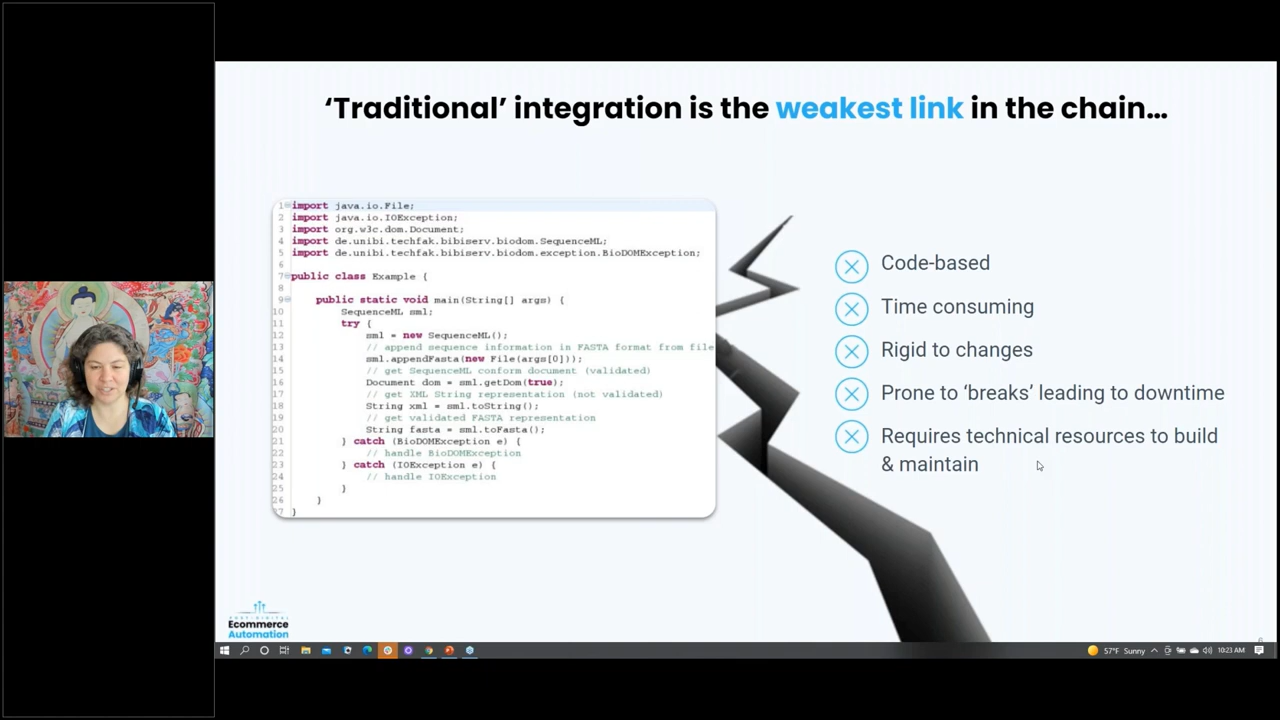 ‘Traditional’ integration is the weakest link in the chain…
1 import java.io.File;
2 import java.io.IOException;
3 import org.w3c.dom.Document;
4 import de.unibi.techfak.bibiserv.biodom.SequenceML;
5 import de.unibi.techfak.bibiserv.biodom.exception.BioDOMException;
6
7 public class Example {
8
9 public static void main(String[] args) {
10 SequenceML sml;
11 try {
12 sml = new SequenceML();
13 // append sequence information in FASTA format from file
14 sml.appendFasta(new File(args[0]));
15 // get SequenceML conform document (validated)
16 Document dom = sml.getDom(true);
17 // get XML String representation (not validated)
18 String xml = sml.toString();
19 // get validated FASTA representation
20 String fasta = sml.toFasta();
21 } catch (BioDOMException e) {
22 // handle BioDOMException
23 } catch (IOException e) {
24 // handle IOException
25 }
26 }
27 }
Code-based
Time consuming
Rigid to changes
Prone to ‘breaks’ leading to downtime
Requires technical resources to build
& maintain
Ecommerce
Automation
57°F Sunny
10:23 AM